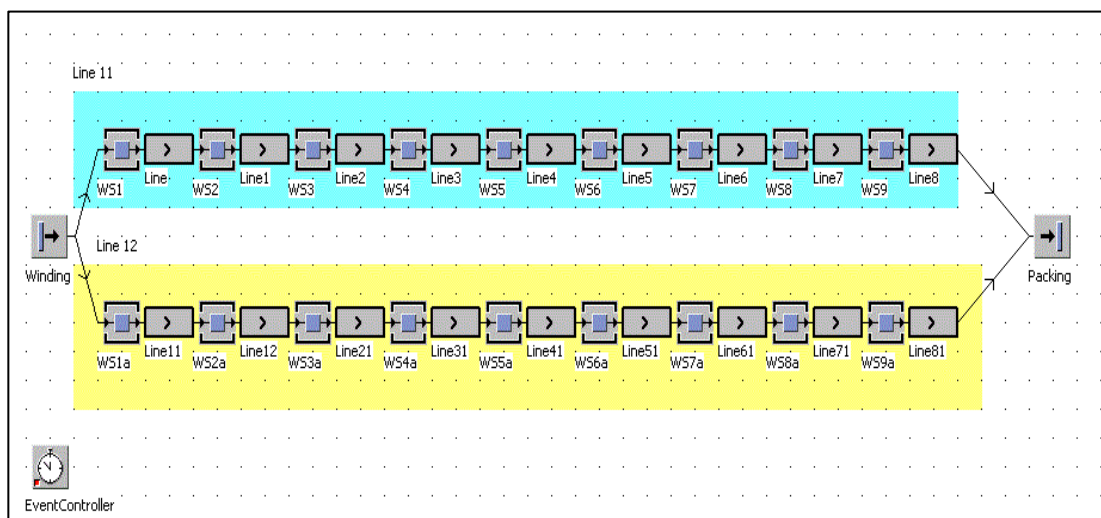 Line 11
Line Line1 Line2 Line3 Line4 Line5 Line6 Line7 Line8
WS1 WS2 WS3 WS4 WS5 WS6 WS7 WS8 WS9
Line 12
Winding Packing
Line11 Line12 Line21 Line31 Line41 Line51 Line61 Line71 Line81
WS1a WS2a WS3a WS4a WS5a WS6a WS7a WS8a WS9a
EventController